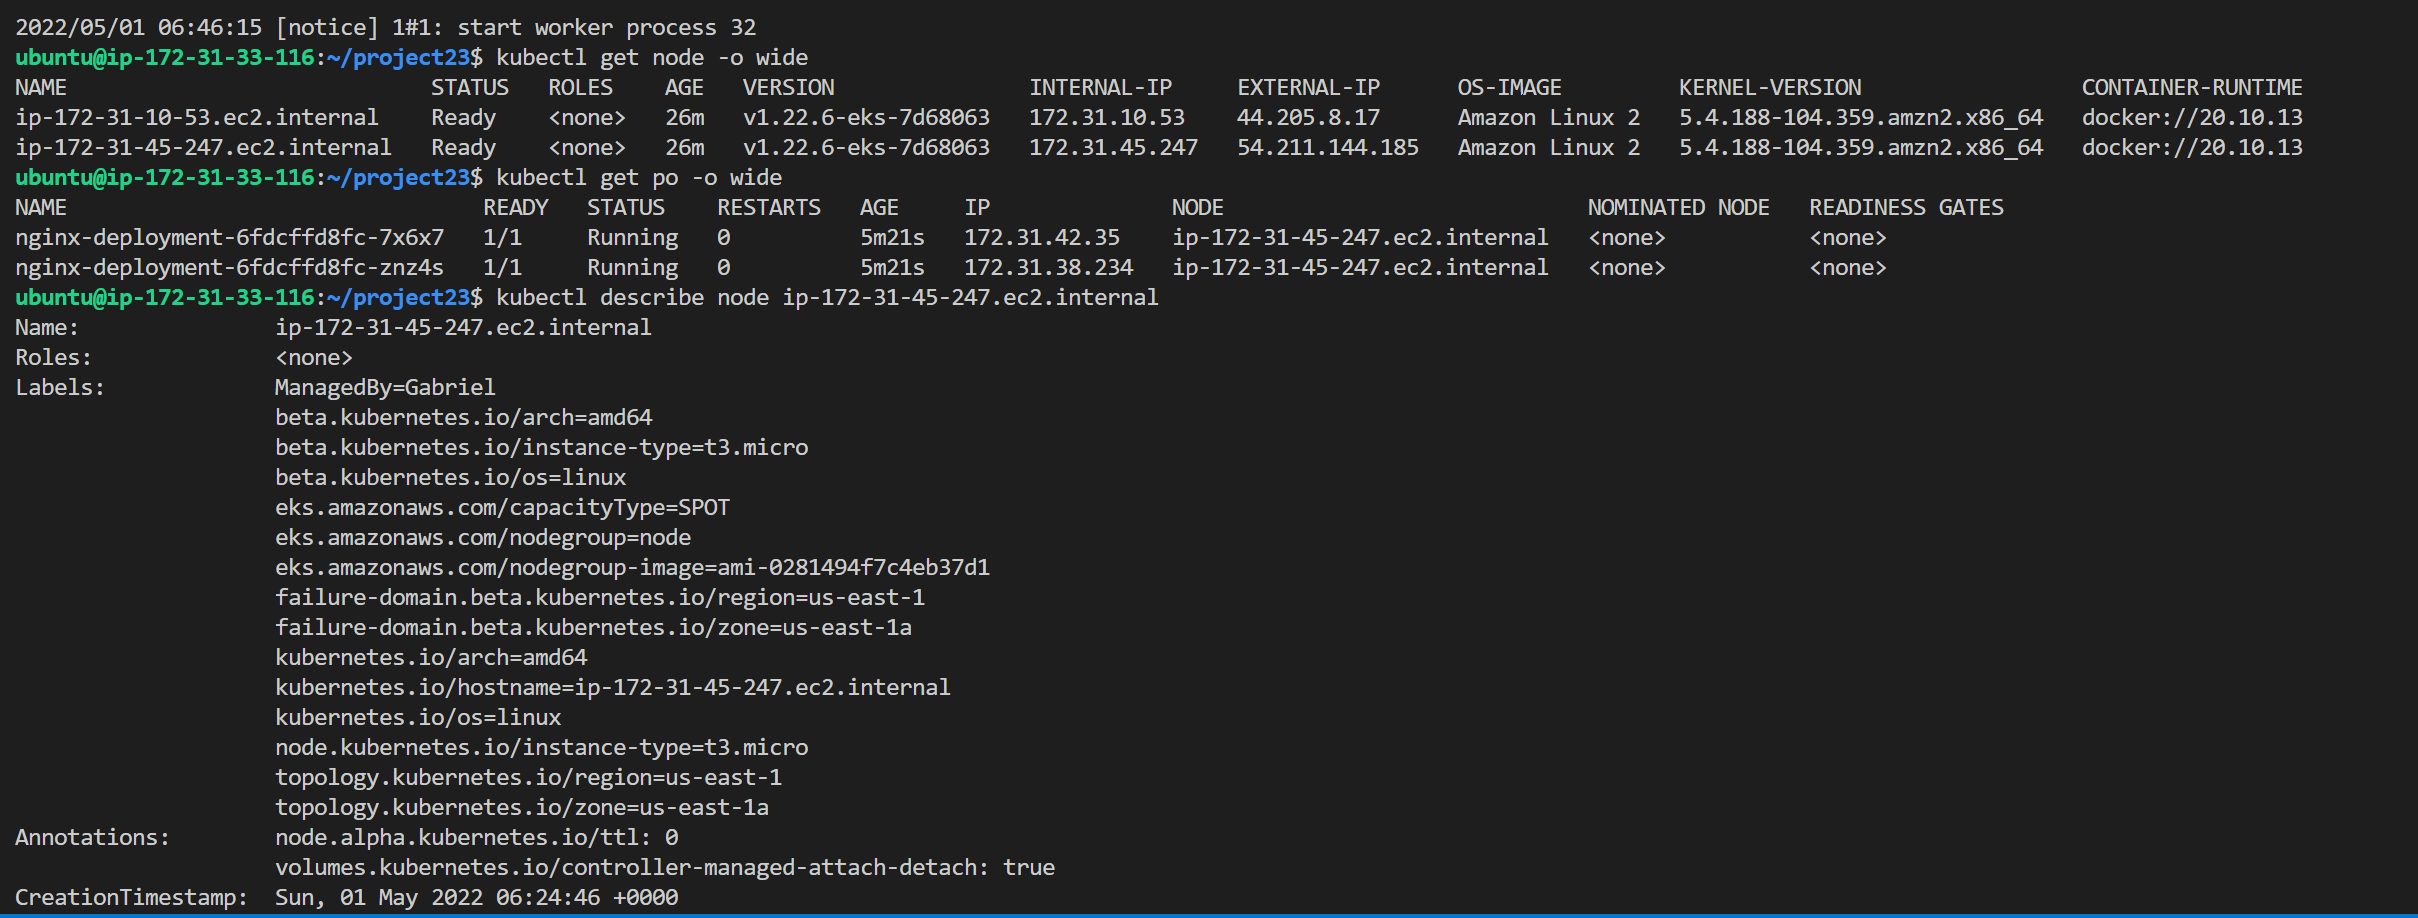 2022/05/01 06:46:15 [notice] 1#1: start worker process 32
ubuntu@ip-172-31-33-116:~/project23$ kubectl get node -o wide
NAME                            STATUS   ROLES    AGE   VERSION               INTERNAL-IP     EXTERNAL-IP      OS-IMAGE         KERNEL-VERSION                 CONTAINER-RUNTIME
ip-172-31-10-53.ec2.internal    Ready    <none>   26m   v1.22.6-eks-7d68063   172.31.10.53    44.205.8.17      Amazon Linux 2   5.4.188-104.359.amzn2.x86_64   docker://20.10.13
ip-172-31-45-247.ec2.internal   Ready    <none>   26m   v1.22.6-eks-7d68063   172.31.45.247   54.211.144.185   Amazon Linux 2   5.4.188-104.359.amzn2.x86_64   docker://20.10.13
ubuntu@ip-172-31-33-116:~/project23$ kubectl get po -o wide
NAME                                READY   STATUS    RESTARTS   AGE     IP              NODE                            NOMINATED NODE   READINESS GATES
nginx-deployment-6fdcffd8fc-7x6x7   1/1     Running   0          5m21s   172.31.42.35    ip-172-31-45-247.ec2.internal   <none>           <none>
nginx-deployment-6fdcffd8fc-znz4s   1/1     Running   0          5m21s   172.31.38.234   ip-172-31-45-247.ec2.internal   <none>           <none>
ubuntu@ip-172-31-33-116:~/project23$ kubectl describe node ip-172-31-45-247.ec2.internal
Name:               ip-172-31-45-247.ec2.internal
Roles:              <none>
Labels:             ManagedBy=Gabriel
                    beta.kubernetes.io/arch=amd64
                    beta.kubernetes.io/instance-type=t3.micro
                    beta.kubernetes.io/os=linux
                    eks.amazonaws.com/capacityType=SPOT
                    eks.amazonaws.com/nodegroup=node
                    eks.amazonaws.com/nodegroup-image=ami-0281494f7c4eb37d1
                    failure-domain.beta.kubernetes.io/region=us-east-1
                    failure-domain.beta.kubernetes.io/zone=us-east-1a
                    kubernetes.io/arch=amd64
                    kubernetes.io/hostname=ip-172-31-45-247.ec2.internal
                    kubernetes.io/os=linux
                    node.kubernetes.io/instance-type=t3.micro
                    topology.kubernetes.io/region=us-east-1
                    topology.kubernetes.io/zone=us-east-1a
Annotations:        node.alpha.kubernetes.io/ttl: 0
                    volumes.kubernetes.io/controller-managed-attach-detach: true
CreationTimestamp:  Sun, 01 May 2022 06:24:46 +0000